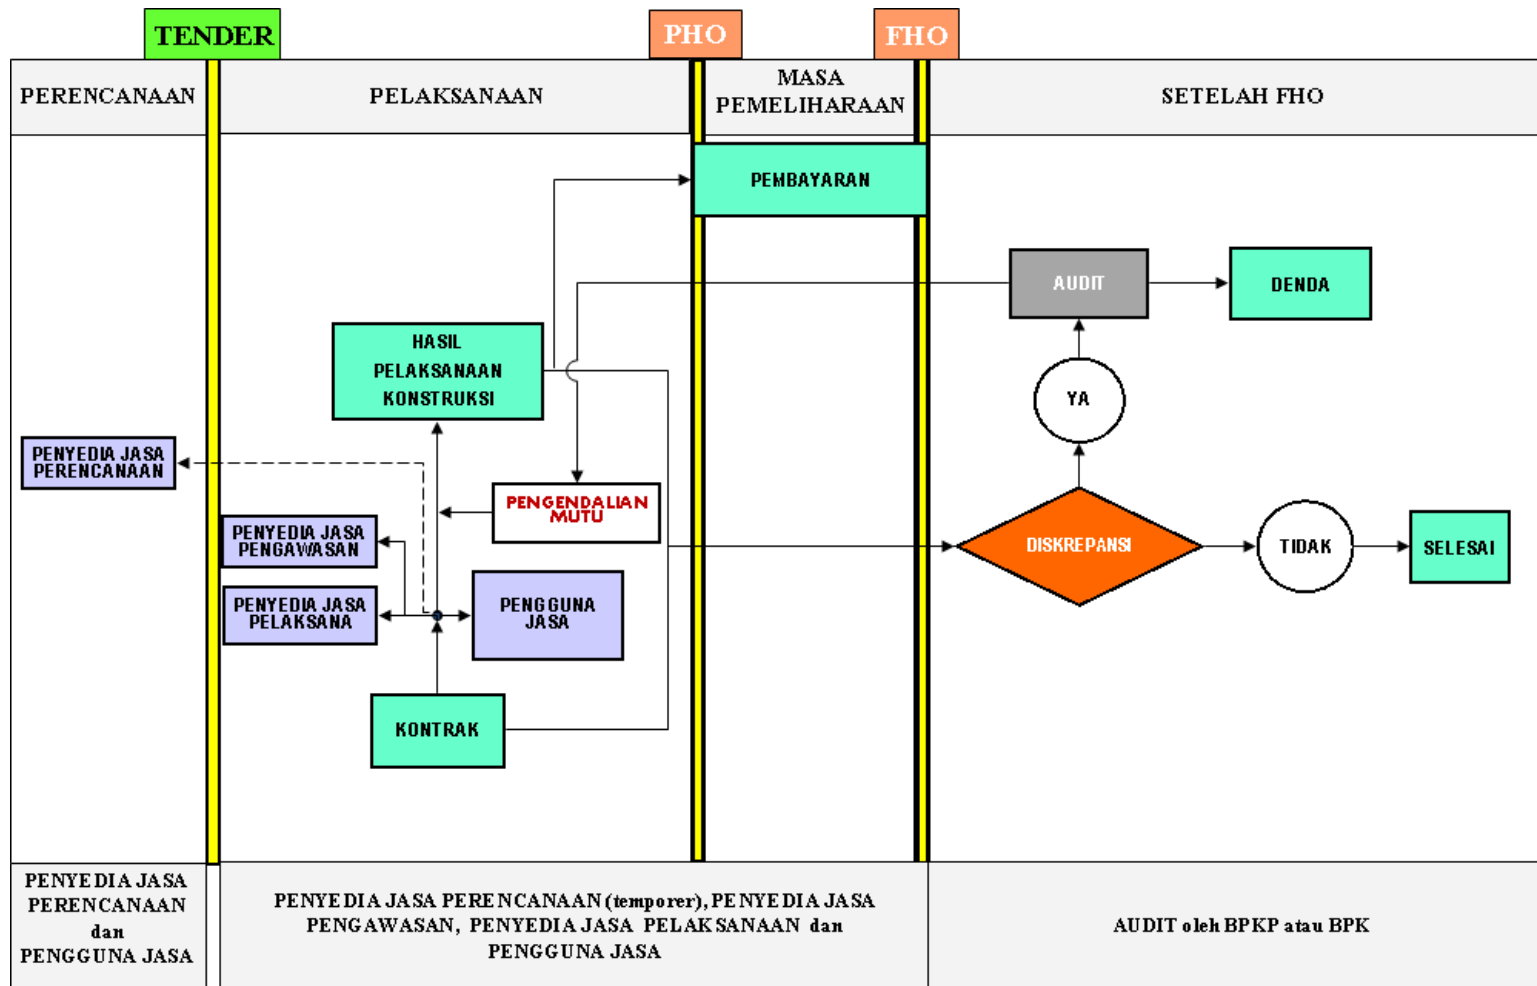 TENDER
PHO
FHO
PERENCANAAN
PELAKSANAAN
MASA
PEMELIHARAAN
SETELAH FHO
PEMBAYARAN
AUDIT
DENDA
HASIL
PELAKSANAAN
KONSTRUKSI
YA
PENYEDIA JASA
PERENCANAAN
PENGENDALIAN
MUTU
PENYEDIA JASA
PENGAWASAN
DISKREPANSI
TIDAK
SELESAI
PENYEDIA JASA
PELAKSANA
PENGGUNA
JASA
KONTRAK
PENYEDIA JASA
PERENCANAAN
dan
PENGGUNA JASA
PENYEDIA JASA PERENCANAAN (temporer), PENYEDIA JASA
PENGAWASAN, PENYEDIA JASA PELAKSANAAN dan
PENGGUNA JASA
AUDIT oleh BPKP atau BPK